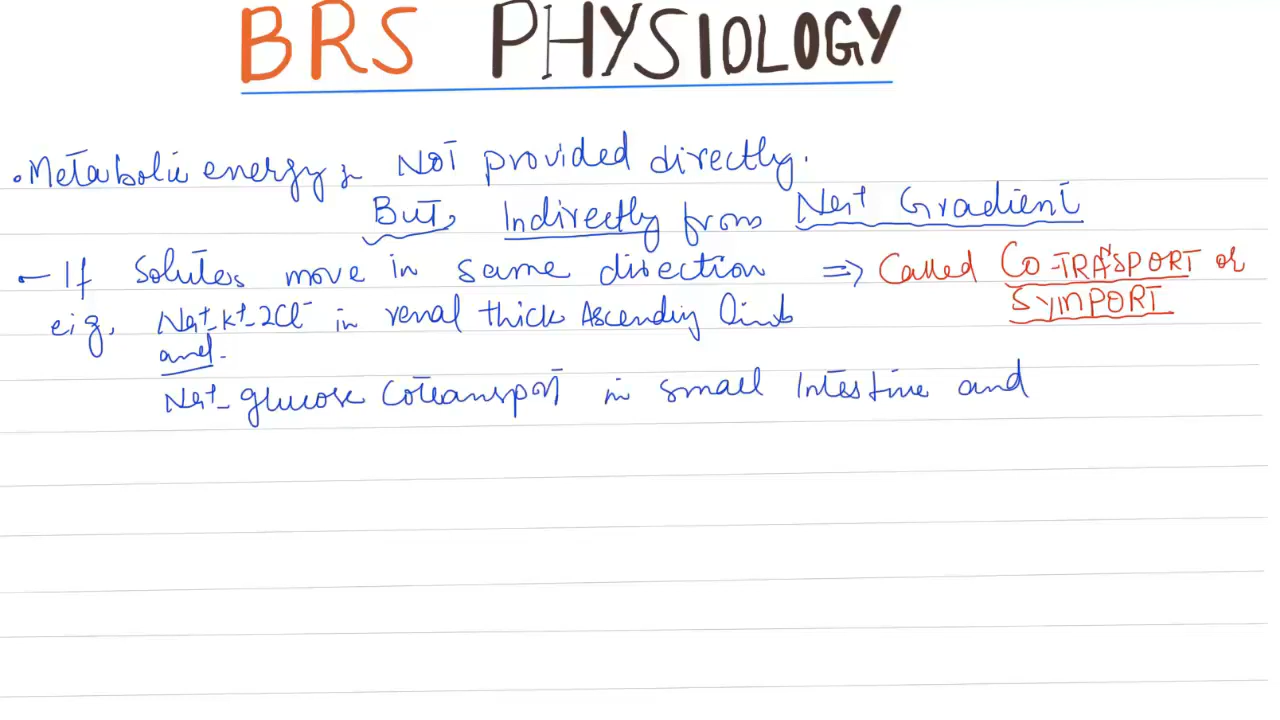 BRS PHYSIOLOGY
• Metabolic energy is NOT provided directly.
But, Indirectly from Na+ Gradient
- If Solutes move in same direction => Called CO-TRANSPORT or
SYMPORT
e.g. Na+-K+-2Cl- in renal thick Ascending Limb
and
Na+-glucose Cotransport in small Intestine and